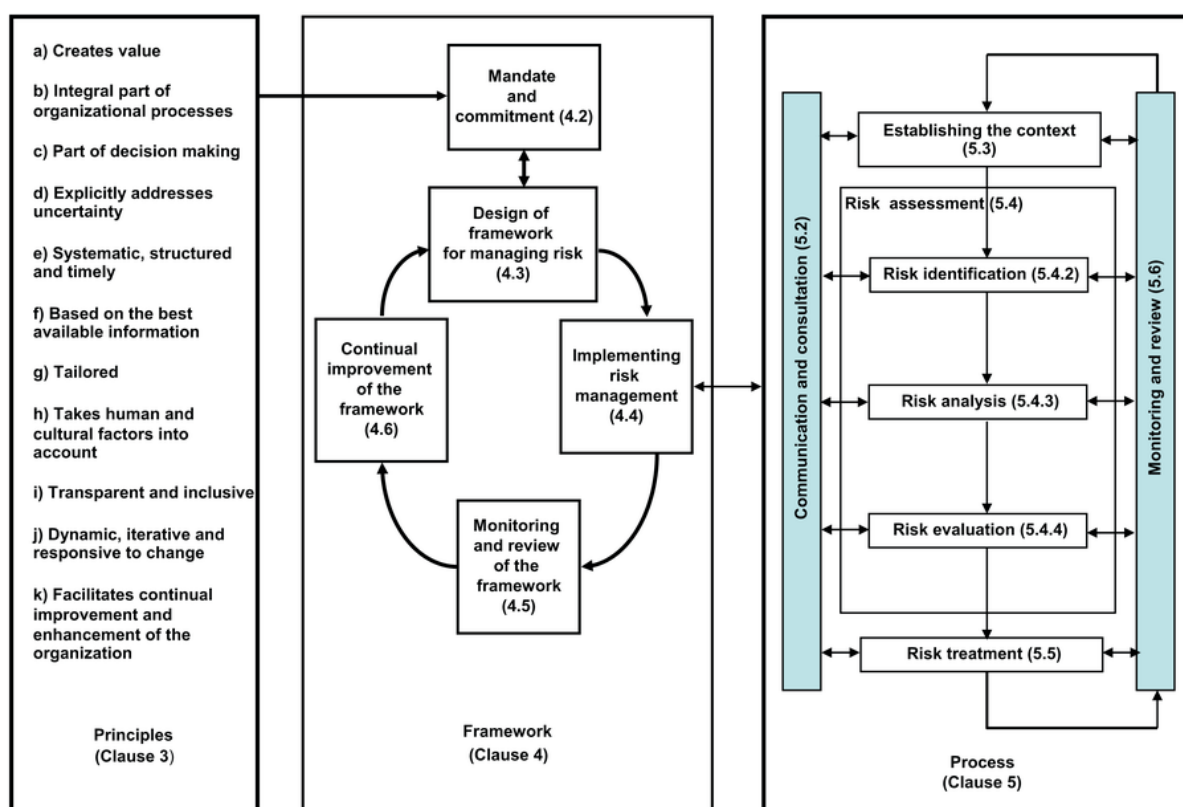 a) Creates value
b) Integral part of
organizational processes
c) Part of decision making
d) Explicitly addresses
uncertainty
e) Systematic, structured
and timely
f) Based on the best
available information
g) Tailored
h) Takes human and
cultural factors into
account
i) Transparent and inclusive
j) Dynamic, iterative and
responsive to change
k) Facilitates continual
improvement and
enhancement of the
organization
Principles
(Clause 3)
Mandate
and
commitment (4.2)
Design of
framework
for managing risk
(4.3)
Implementing
risk
management
(4.4)
Monitoring
and review
of the
framework
(4.5)
Continual
improvement
of the
framework
(4.6)
Framework
(Clause 4)
Communication and consultation (5.2)
Establishing the context
(5.3)
Risk assessment (5.4)
Risk identification (5.4.2)
Risk analysis (5.4.3)
Risk evaluation (5.4.4)
Risk treatment (5.5)
Monitoring and review (5.6)
Process
(Clause 5)